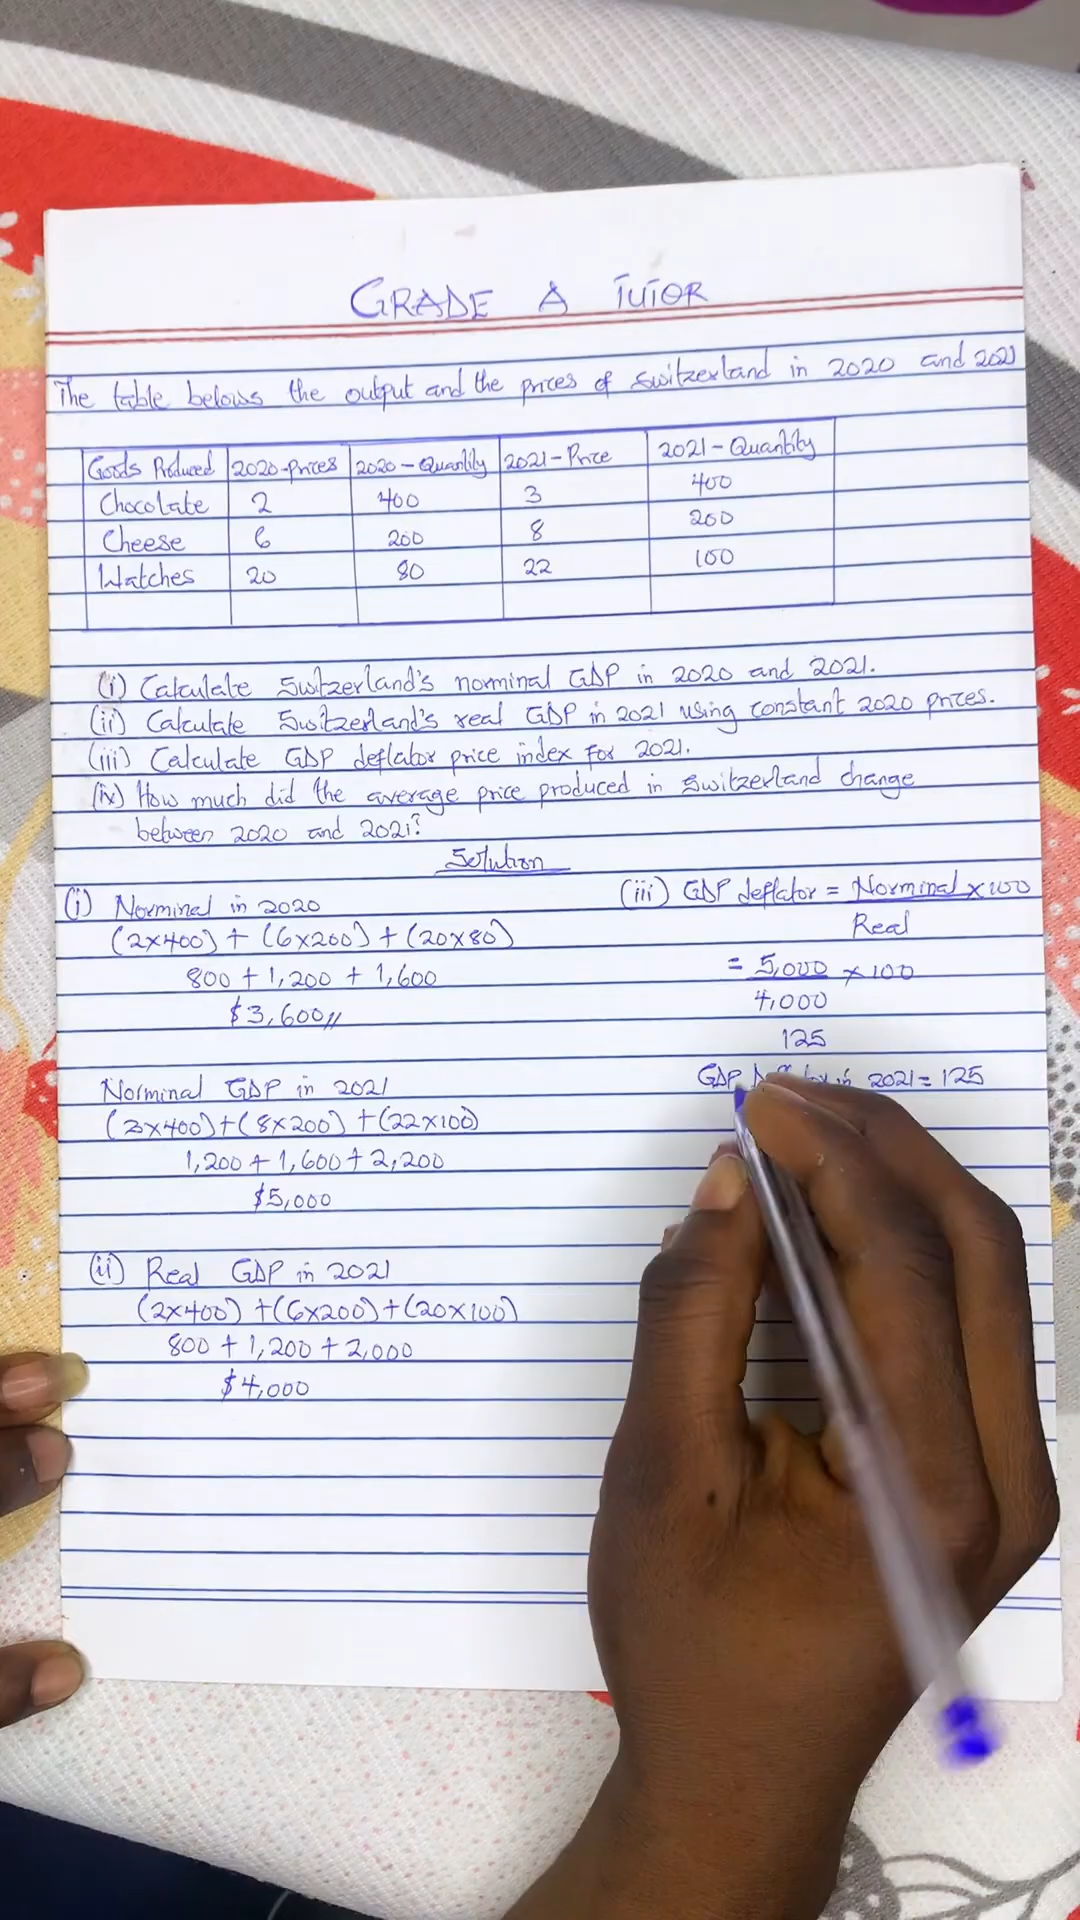 GRADE A TUTOR
The table belows the output and the prices of Switzerland in 2020 and 2021
Goods Produced 2020-prices 2020-Quantity 2021-Price 2021-Quantity
Chocolate 2 400 3 400
Cheese 6 200 8 200
Watches 20 80 22 100
(i) Calculate Switzerland's norminal GDP in 2020 and 2021.
(ii) Calculate Switzerland's real GDP in 2021 using constant 2020 prices.
(iii) Calculate GDP deflator price index for 2021.
(iv) How much did the average price produced in Switzerland change
between 2020 and 2021?
Solution
(i) Norminal in 2020
(2x400) + (6x200) + (20x80)
800 + 1,200 + 1,600
$3,600//
Norminal GDP in 2021
(3x400)+(8x200)+(22x100)
1,200 + 1,600 + 2,200
$5,000
(ii) Real GDP in 2021
(2x400) +(6x200)+(20x100)
800 + 1,200 + 2,000
$4,000
(iii) GDP deflator = Norminal x100
Real
= 5,000 x100
4,000
125
GDP in 2021 = 125